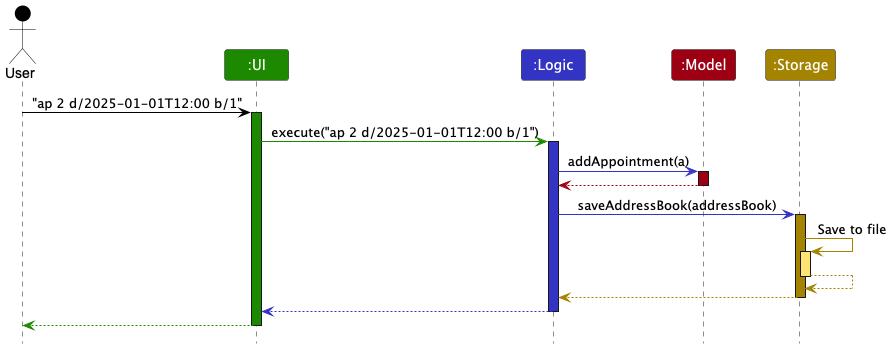 User
:UI
:Logic
:Model
:Storage
"ap 2 d/2025-01-01T12:00 b/1"
execute("ap 2 d/2025-01-01T12:00 b/1")
addAppointment(a)
saveAddressBook(addressBook)
Save to file